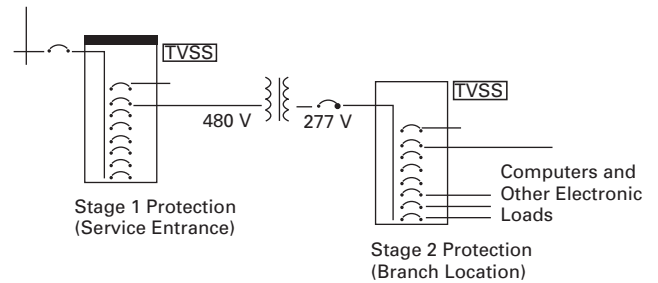 TVSS
480 V
277 V
TVSS
Computers and
Other Electronic
Loads
Stage 1 Protection
(Service Entrance)
Stage 2 Protection
(Branch Location)